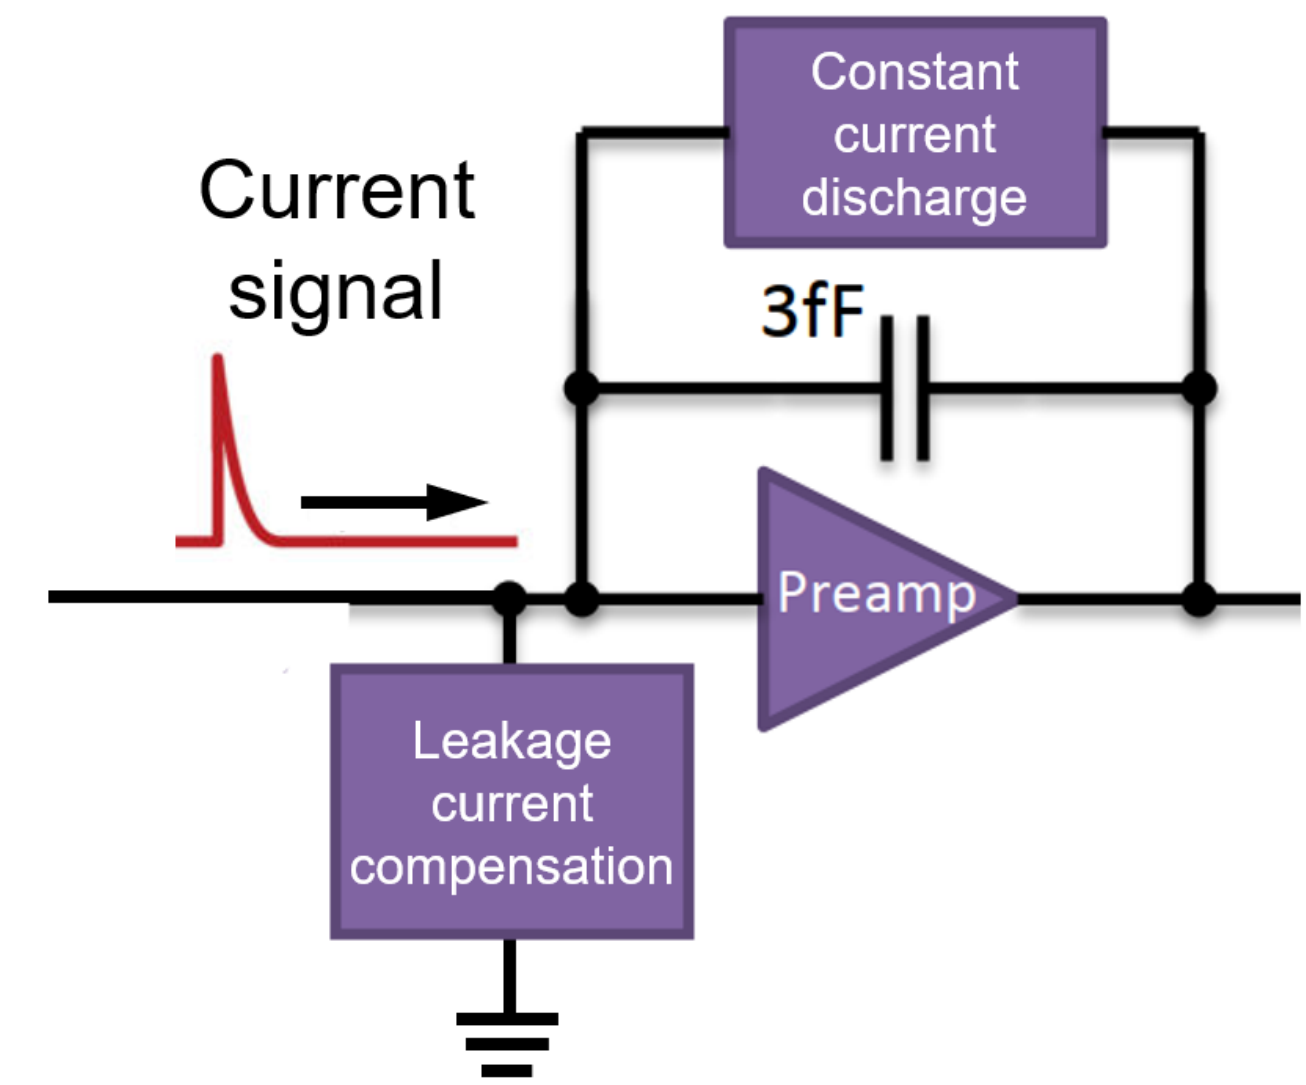 Constant
current
discharge
Current
signal
3fF
Preamp
Leakage
current
compensation